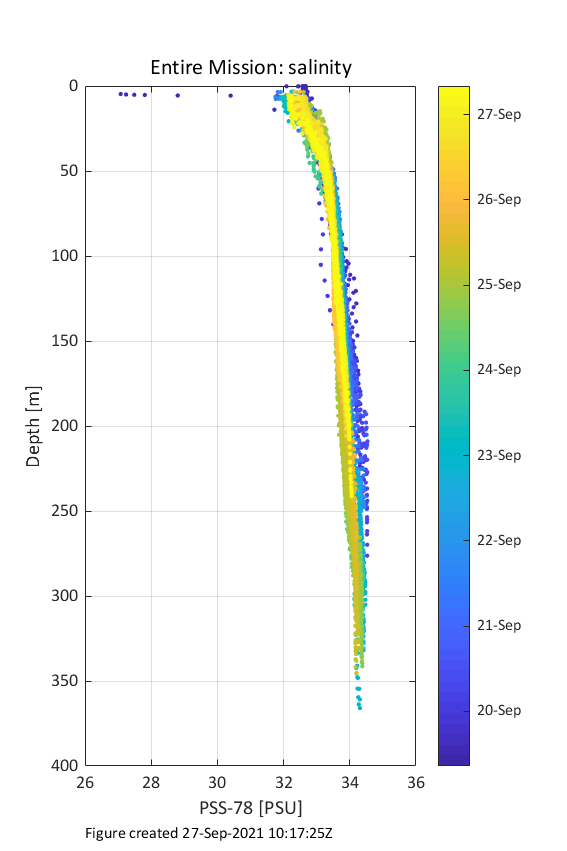 Entire Mission: salinity
0
50
100
150
200
250
300
350
400
Depth [m]
26 28 30 32 34 36
PSS-78 [PSU]
27-Sep
26-Sep
25-Sep
24-Sep
23-Sep
22-Sep
21-Sep
20-Sep
Figure created 27-Sep-2021 10:17:25Z